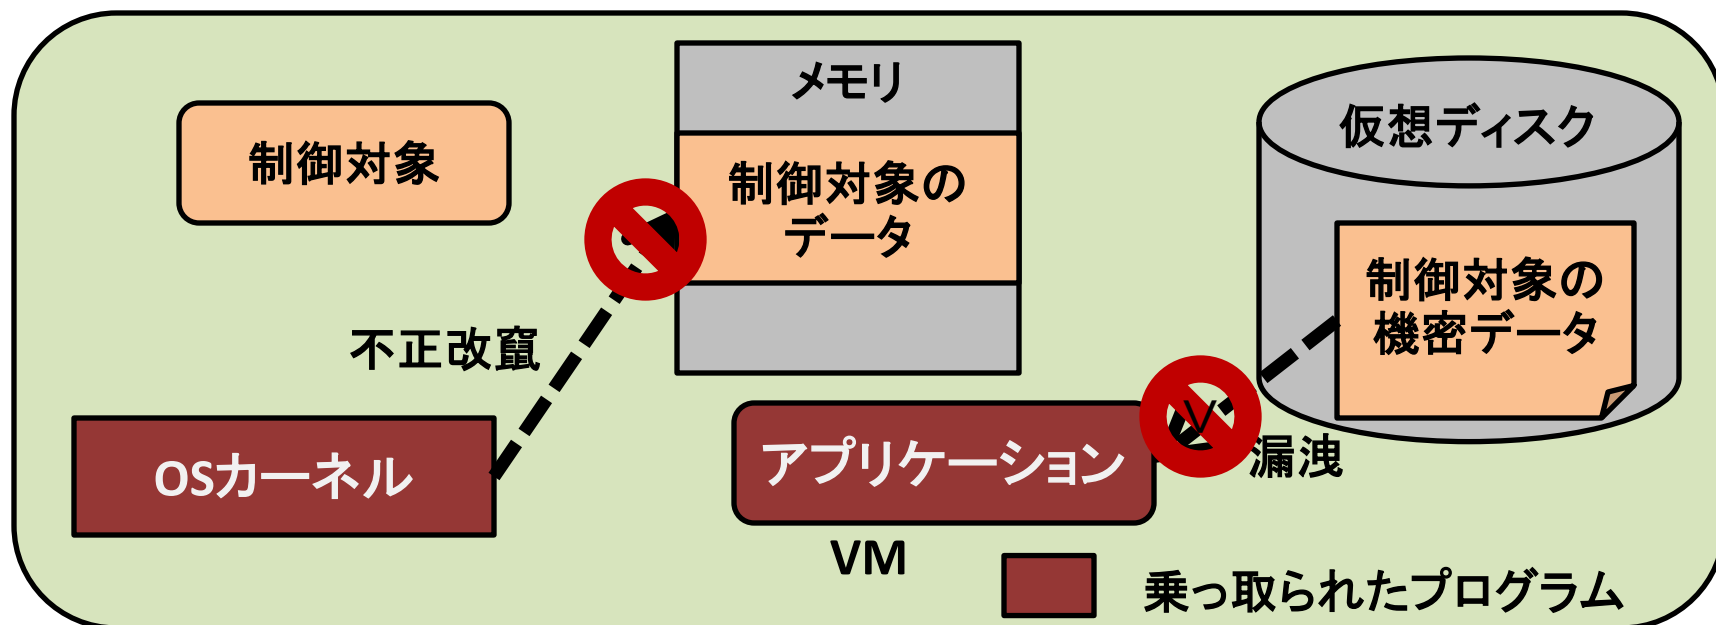 メモリ
仮想ディスク
制御対象
制御対象の
データ
制御対象の
機密データ
不正改竄
OSカーネル
アプリケーション
V
漏洩
VM
乗っ取られたプログラム